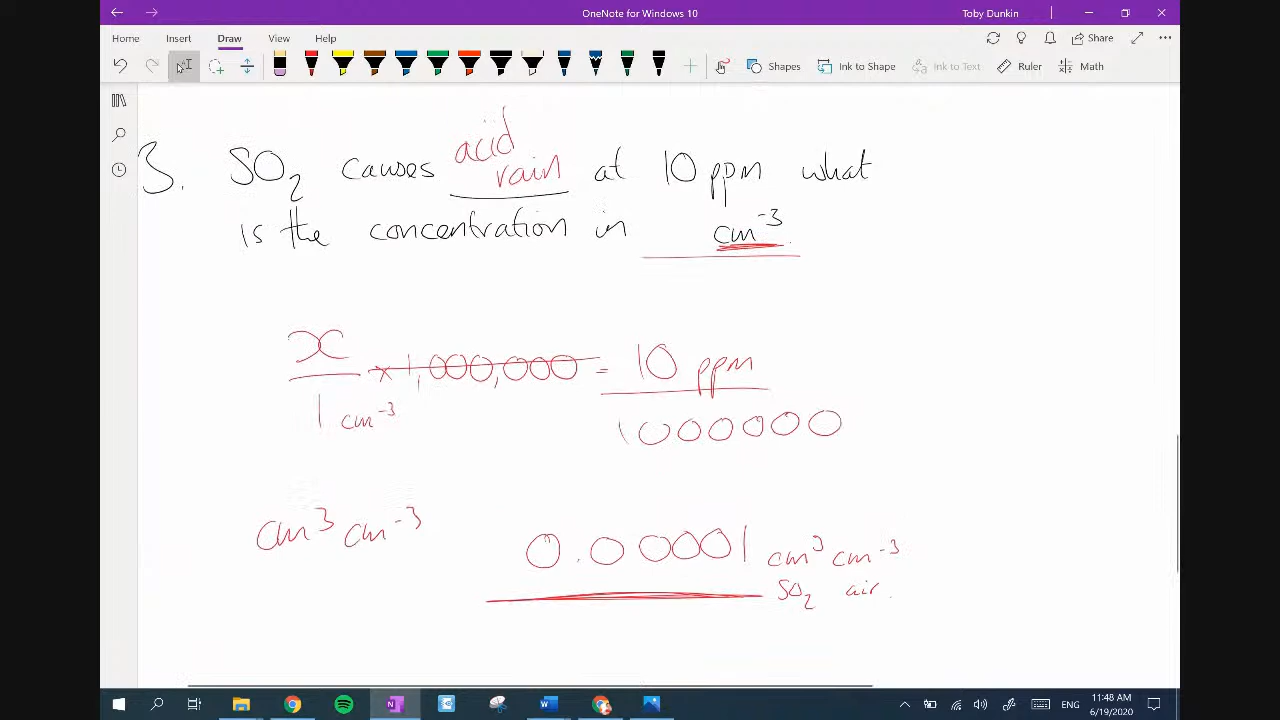 OneNote for Windows 10
Toby Dunkin
Home Insert Draw View Help
Share
Shapes Ink to Shape Ink to Text Ruler Math
3. SO₂ causes acid rain at 10 ppm what
is the concentration in cm⁻³.
x/1 cm⁻³ × 1,000,000 = 10 ppm/1000000
cm³ cm⁻³
0.00001 cm³ cm⁻³
SO₂ air.
11:48 AM
ENG
6/19/2020